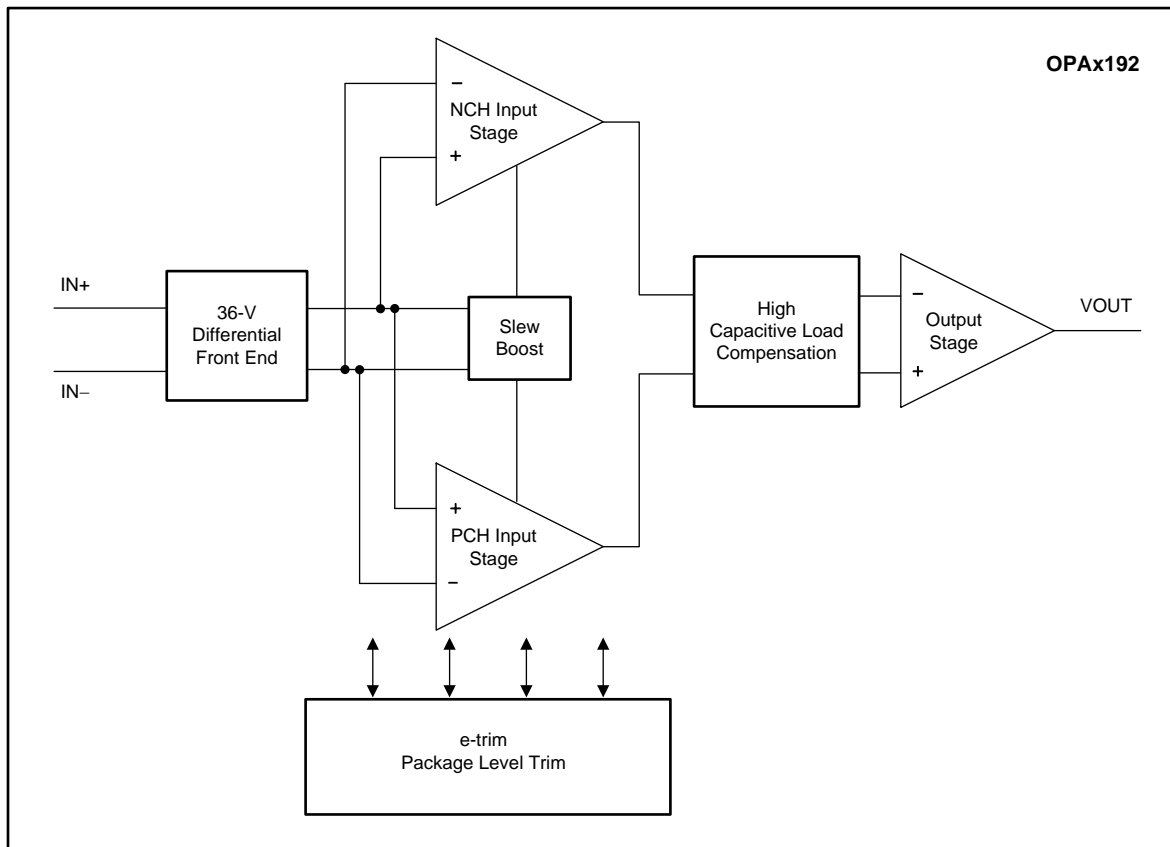 OPAx192
−
NCH Input
Stage
+
IN+
36-V
Differential
Front End
IN−
Slew
Boost
High
Capacitive Load
Compensation
−
Output
Stage
+
VOUT
+
PCH Input
Stage
−
e-trim
Package Level Trim